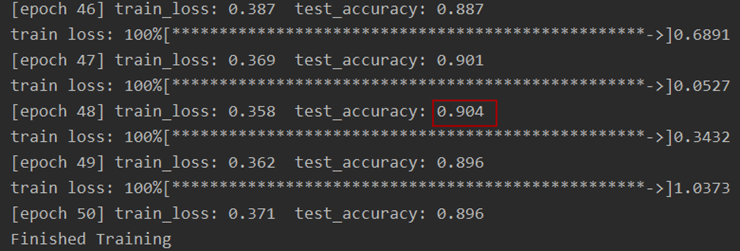 [epoch 46] train_loss: 0.387  test_accuracy: 0.887
train loss: 100%[**************************************************->]0.6891
[epoch 47] train_loss: 0.369  test_accuracy: 0.901
train loss: 100%[**************************************************->]0.0527
[epoch 48] train_loss: 0.358  test_accuracy: 0.904
train loss: 100%[**************************************************->]0.3432
[epoch 49] train_loss: 0.362  test_accuracy: 0.896
train loss: 100%[**************************************************->]1.0373
[epoch 50] train_loss: 0.371  test_accuracy: 0.896
Finished Training